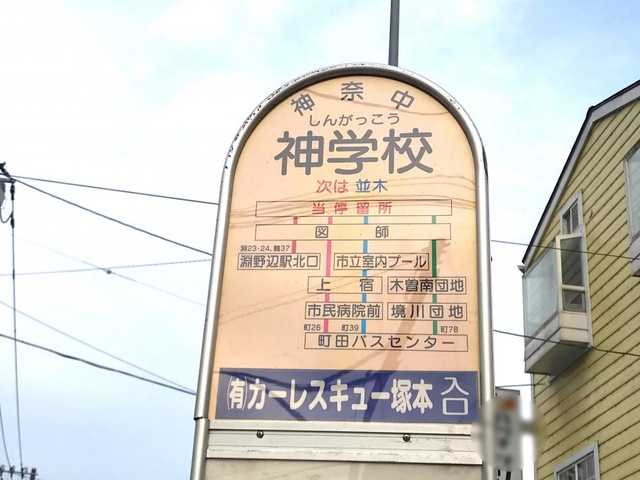 神奈中
しんがっこう
神学校
次は 並木
当停留所
図師
淵23・24, 鶴37
淵野辺駅北口 市立室内プール
上宿 木曽南団地
市民病院前 境川団地
町26 町39 町78
町田バスセンター
(有)カーレスキュー塚本 入口